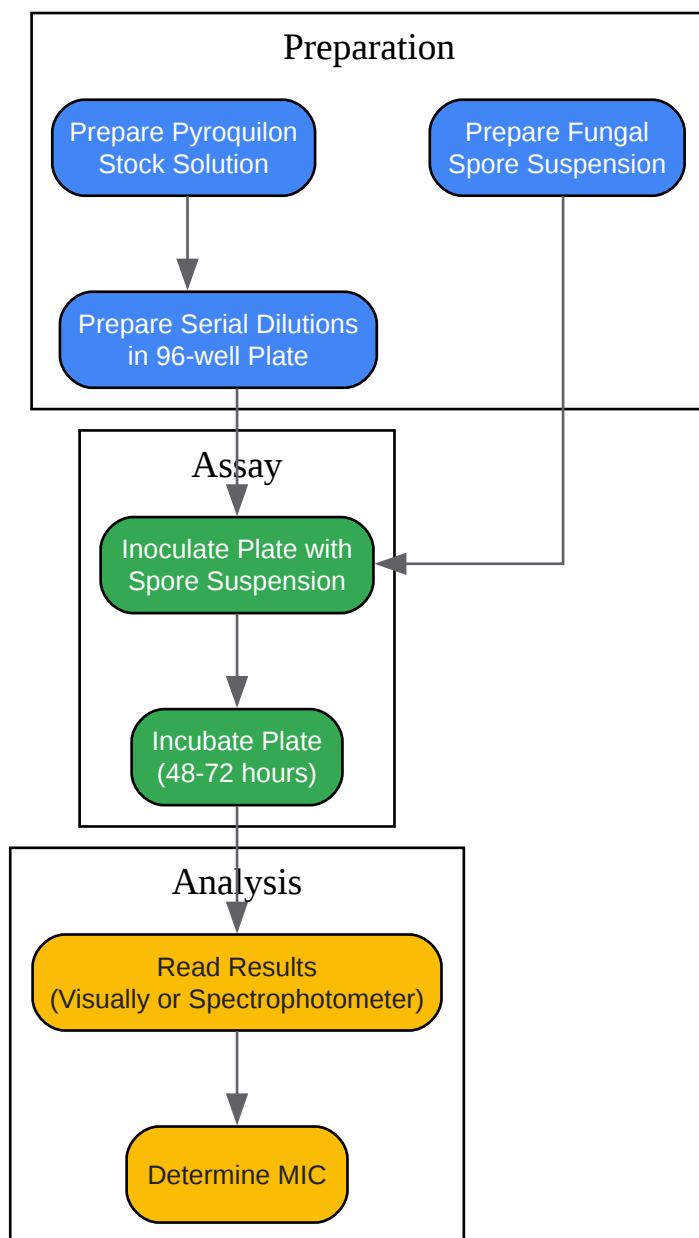 Preparation
Prepare Pyroquilon
Stock Solution
Prepare Fungal
Spore Suspension
Prepare Serial Dilutions
in 96-well Plate
Assay
Inoculate Plate with
Spore Suspension
Incubate Plate
(48-72 hours)
Analysis
Read Results
(Visually or Spectrophotometer)
Determine MIC